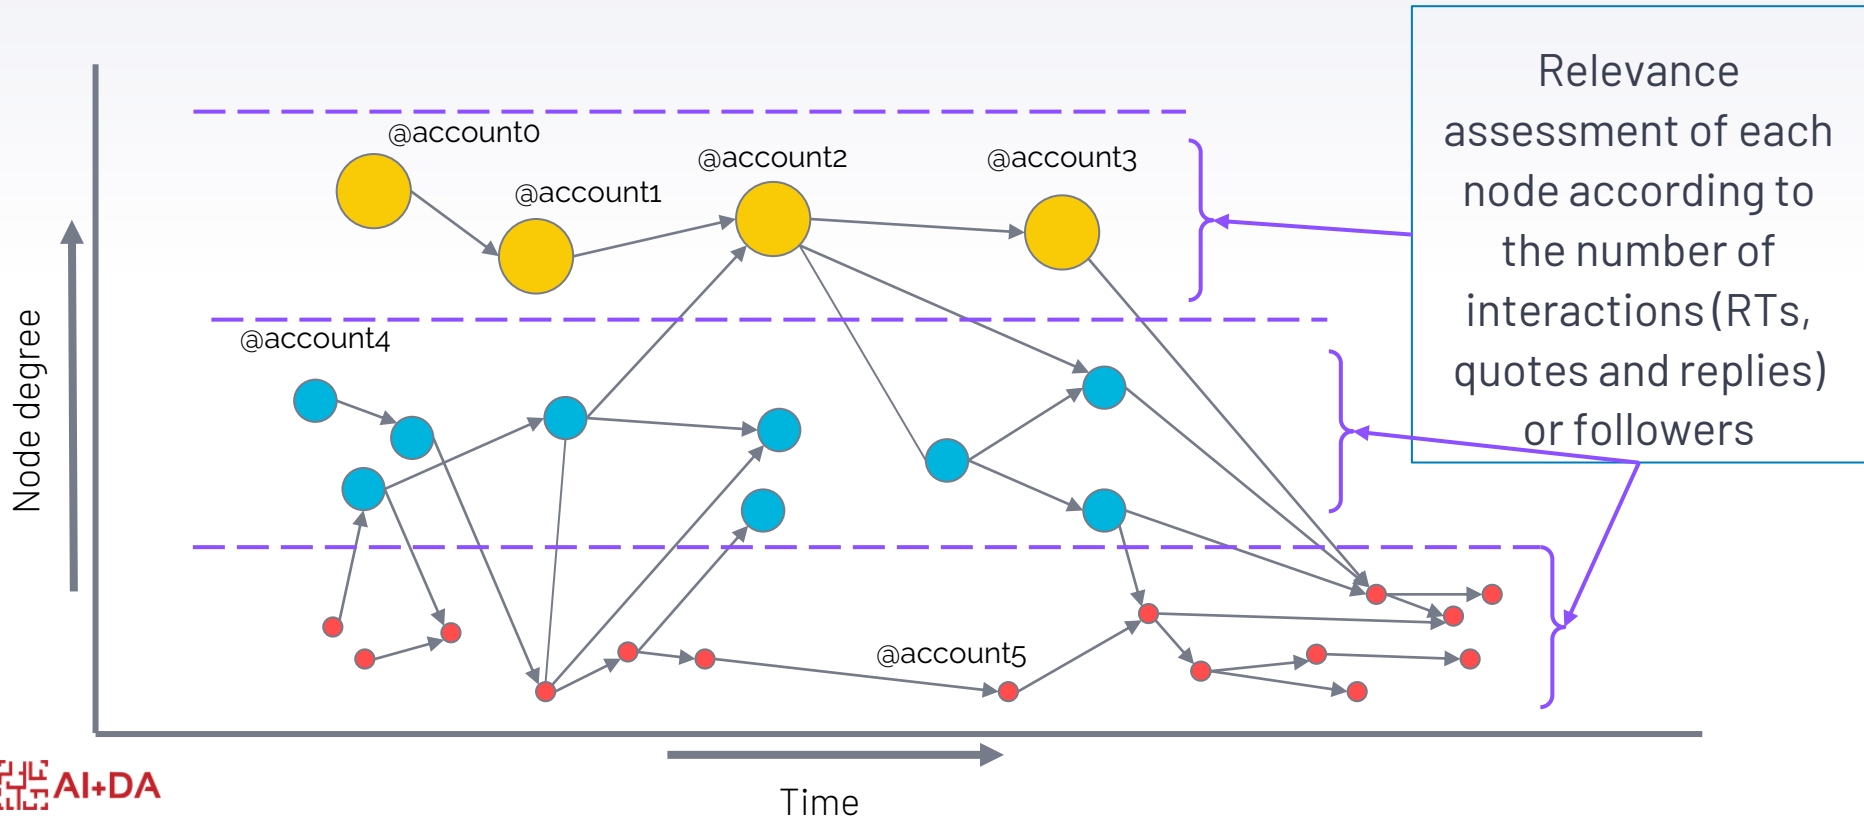 Relevance
assessment of each
node according to
the number of
interactions (RTs,
quotes and replies)
or followers
@account0
@account1
@account2
@account3
@account4
@account5
Node degree
Time
AI+DA